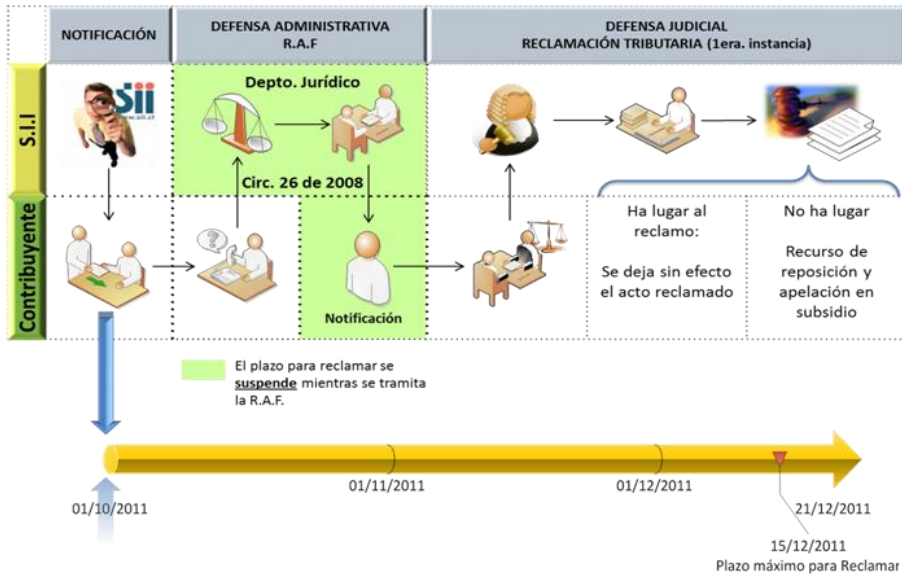 NOTIFICACIÓN
DEFENSA ADMINISTRATIVA
R.A.F
DEFENSA JUDICIAL
RECLAMACIÓN TRIBUTARIA (1era. instancia)
S.I.I
sii
www.sii.cl
Depto. Jurídico
Circ. 26 de 2008
Contribuyente
?
Notificación
Ha lugar al
reclamo:
Se deja sin efecto
el acto reclamado
No ha lugar
Recurso de
reposición y
apelación en
subsidio
El plazo para reclamar se
suspende mientras se tramita
la R.A.F.
01/10/2011
01/11/2011
01/12/2011
21/12/2011
15/12/2011
Plazo máximo para Reclamar